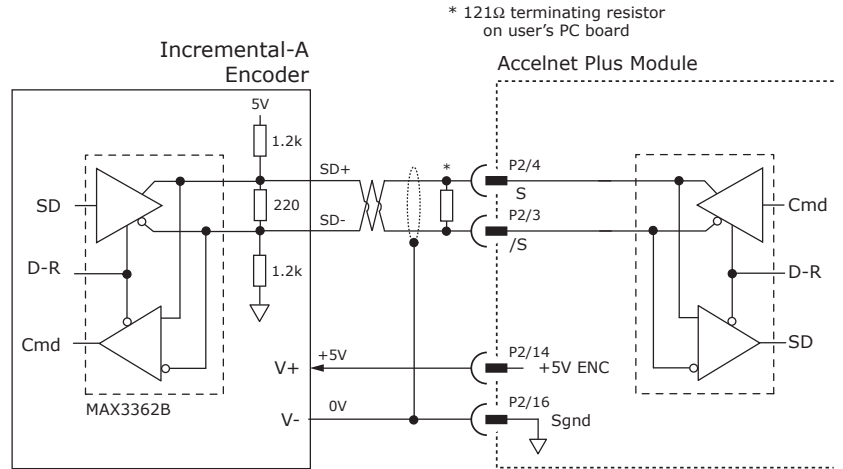 * 121Ω terminating resistor
on user's PC board
Incremental-A
Encoder
Accelnet Plus Module
5V
1.2k
SD+
*
P2/4
S
SD
220
Cmd
SD-
P2/3
/S
D-R
1.2k
D-R
Cmd
SD
MAX3362B
V+
+5V
P2/14
+5V ENC
V-
0V
P2/16
Sgnd